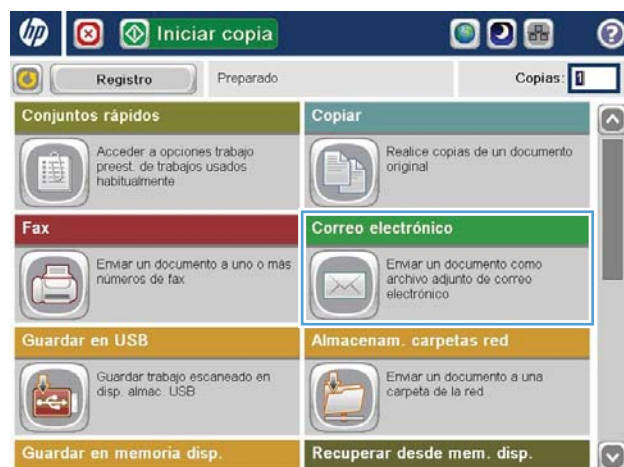 hp
Iniciar copia
?
Registro
Preparado
Copias: 1
Conjuntos rápidos
Acceder a opciones trabajo
preest. de trabajos usados
habitualmente
Copiar
Realice copias de un documento
original
Fax
Enviar un documento a uno o más
números de fax
Correo electrónico
Enviar un documento como
archivo adjunto de correo
electrónico
Guardar en USB
Guardar trabajo escaneado en
disp. almac. USB
Almacenam. carpetas red
Enviar un documento a una
carpeta de la red
Guardar en memoria disp.
Recuperar desde mem. disp.